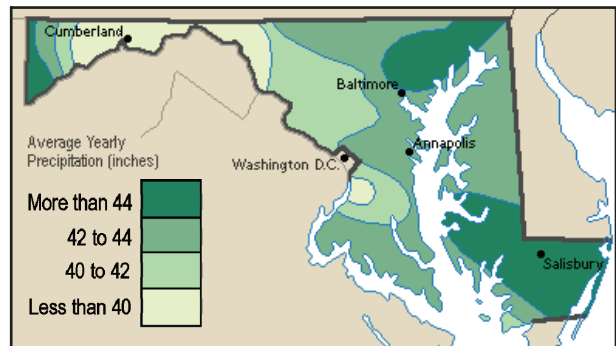 Cumberland
Baltimore
Annapolis
Average Yearly
Precipitation (inches)
Washington D.C.
More than 44
42 to 44
40 to 42
Less than 40
Salisbury